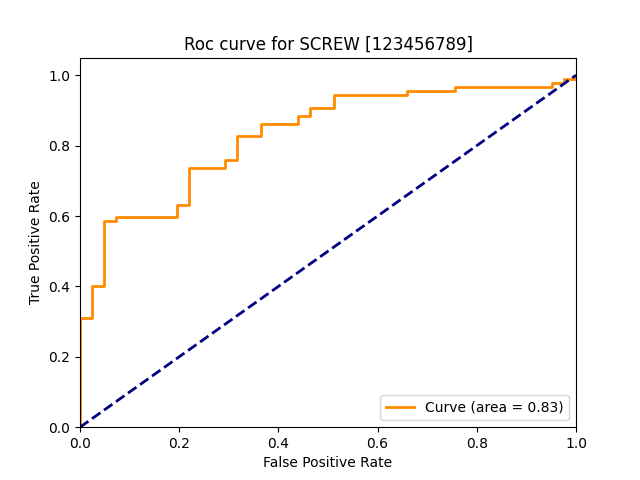 Roc curve for SCREW [123456789]
True Positive Rate
1.0
0.8
0.6
0.4
0.2
0.0
0.0 0.2 0.4 0.6 0.8 1.0
False Positive Rate
Curve (area = 0.83)